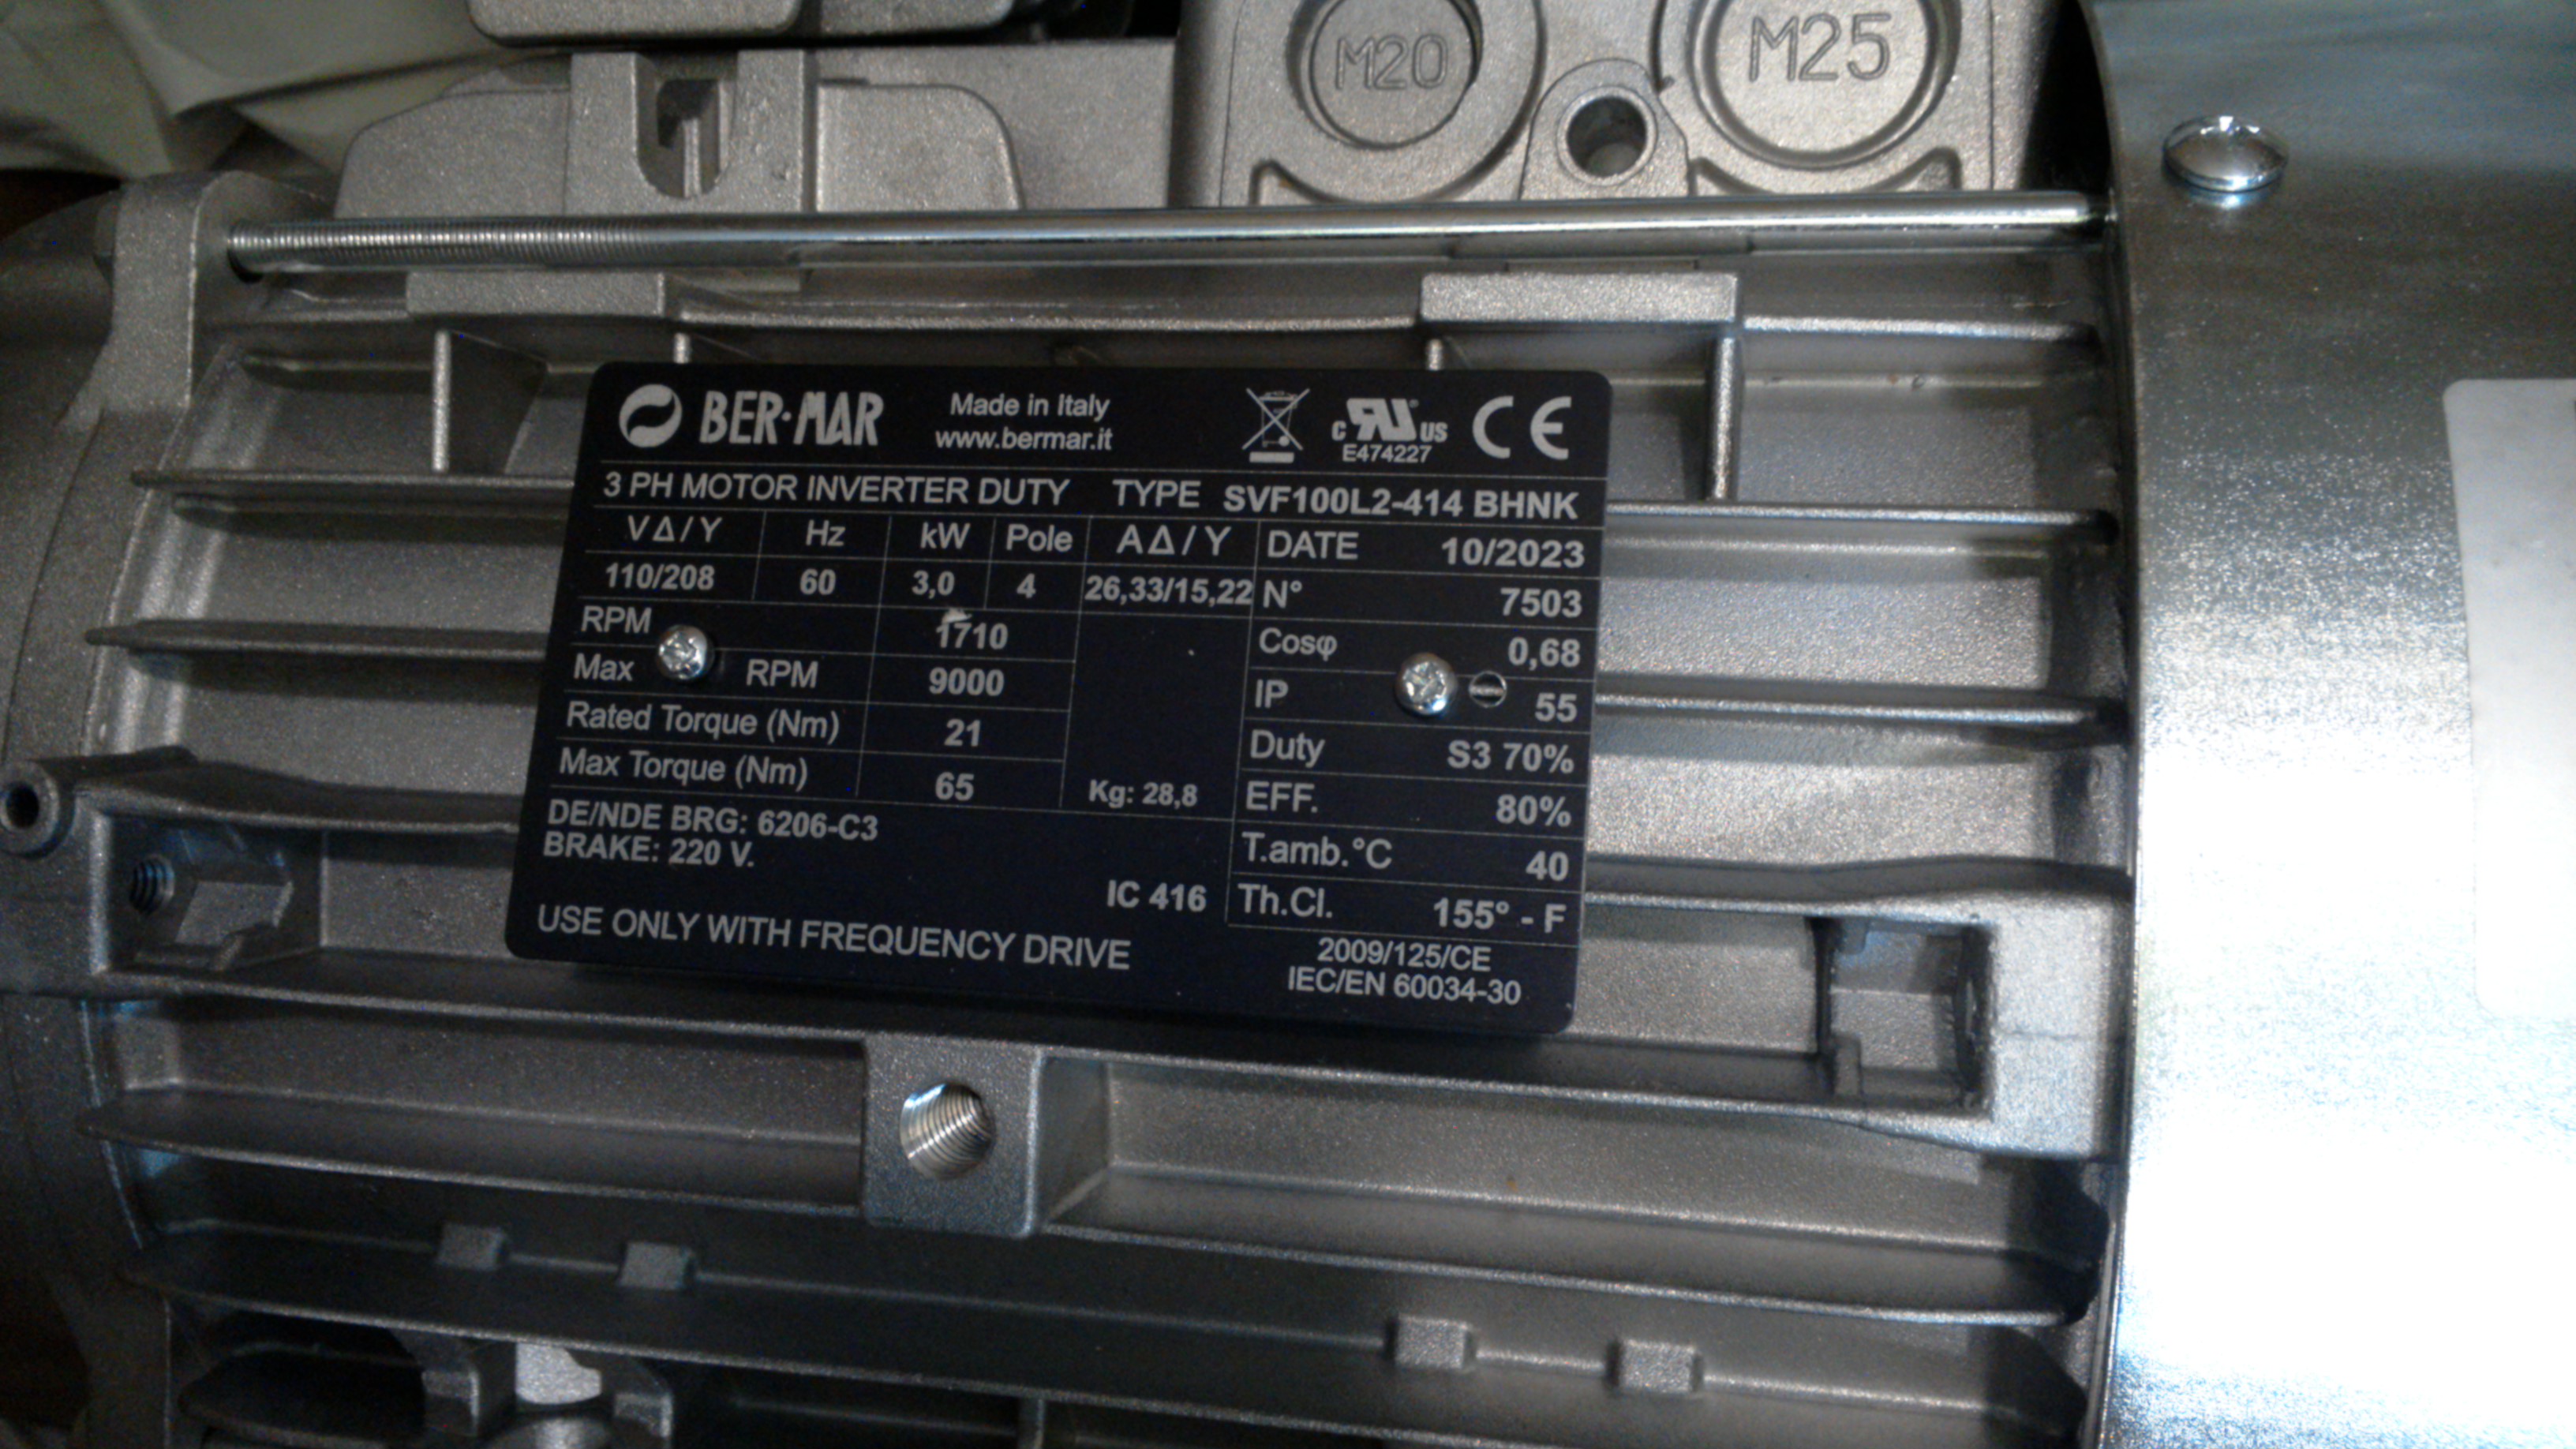 M20
M25
BER·MAR
Made in Italy
www.bermar.it
c RU US
E474227
CE
3 PH MOTOR INVERTER DUTY TYPE SVF100L2-414 BHNK
V Δ / Y Hz kW Pole A Δ / Y DATE 10/2023
110/208 60 3,0 4 26,33/15,22 N° 7503
RPM 1710 Cosφ 0,68
Max RPM 9000 IP 55
Rated Torque (Nm) 21 Duty S3 70%
Max Torque (Nm) 65 Kg: 28,8 EFF. 80%
DE/NDE BRG: 6206-C3 T.amb.°C 40
BRAKE: 220 V.
IC 416 Th.Cl. 155° - F
USE ONLY WITH FREQUENCY DRIVE
2009/125/CE
IEC/EN 60034-30